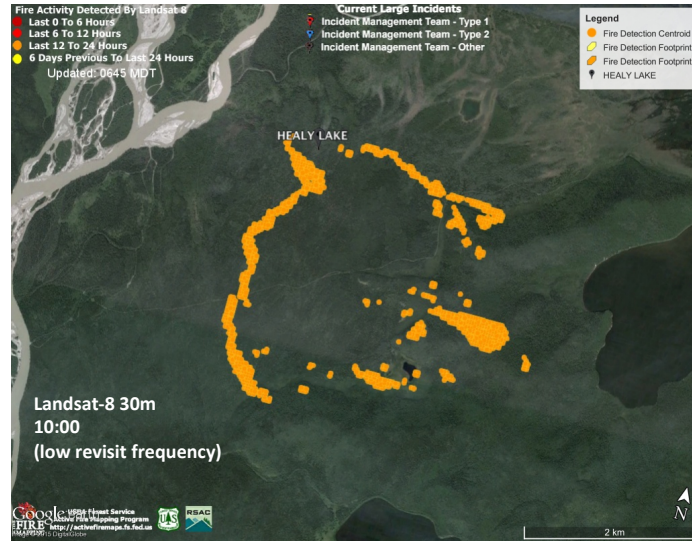 Fire Activity Detected By Landsat 8
Last 0 To 6 Hours
Last 6 To 12 Hours
Last 12 To 24 Hours
6 Days Previous To Last 24 Hours
Updated: 0645 MDT
Current Large Incidents
Incident Management Team - Type 1
Incident Management Team - Type 2
Incident Management Team - Other
Legend
Fire Detection Centroid
Fire Detection Footprint
Fire Detection Footprint
HEALY LAKE
HEALY LAKE
Landsat-8 30m
10:00
(low revisit frequency)
Google earth
FIRE
MAPPING
USDA Forest Service
Active Fire Mapping Program
http://activefiremaps.fs.fed.us
2015 DigitalGlobe
RSAC
N
2 km